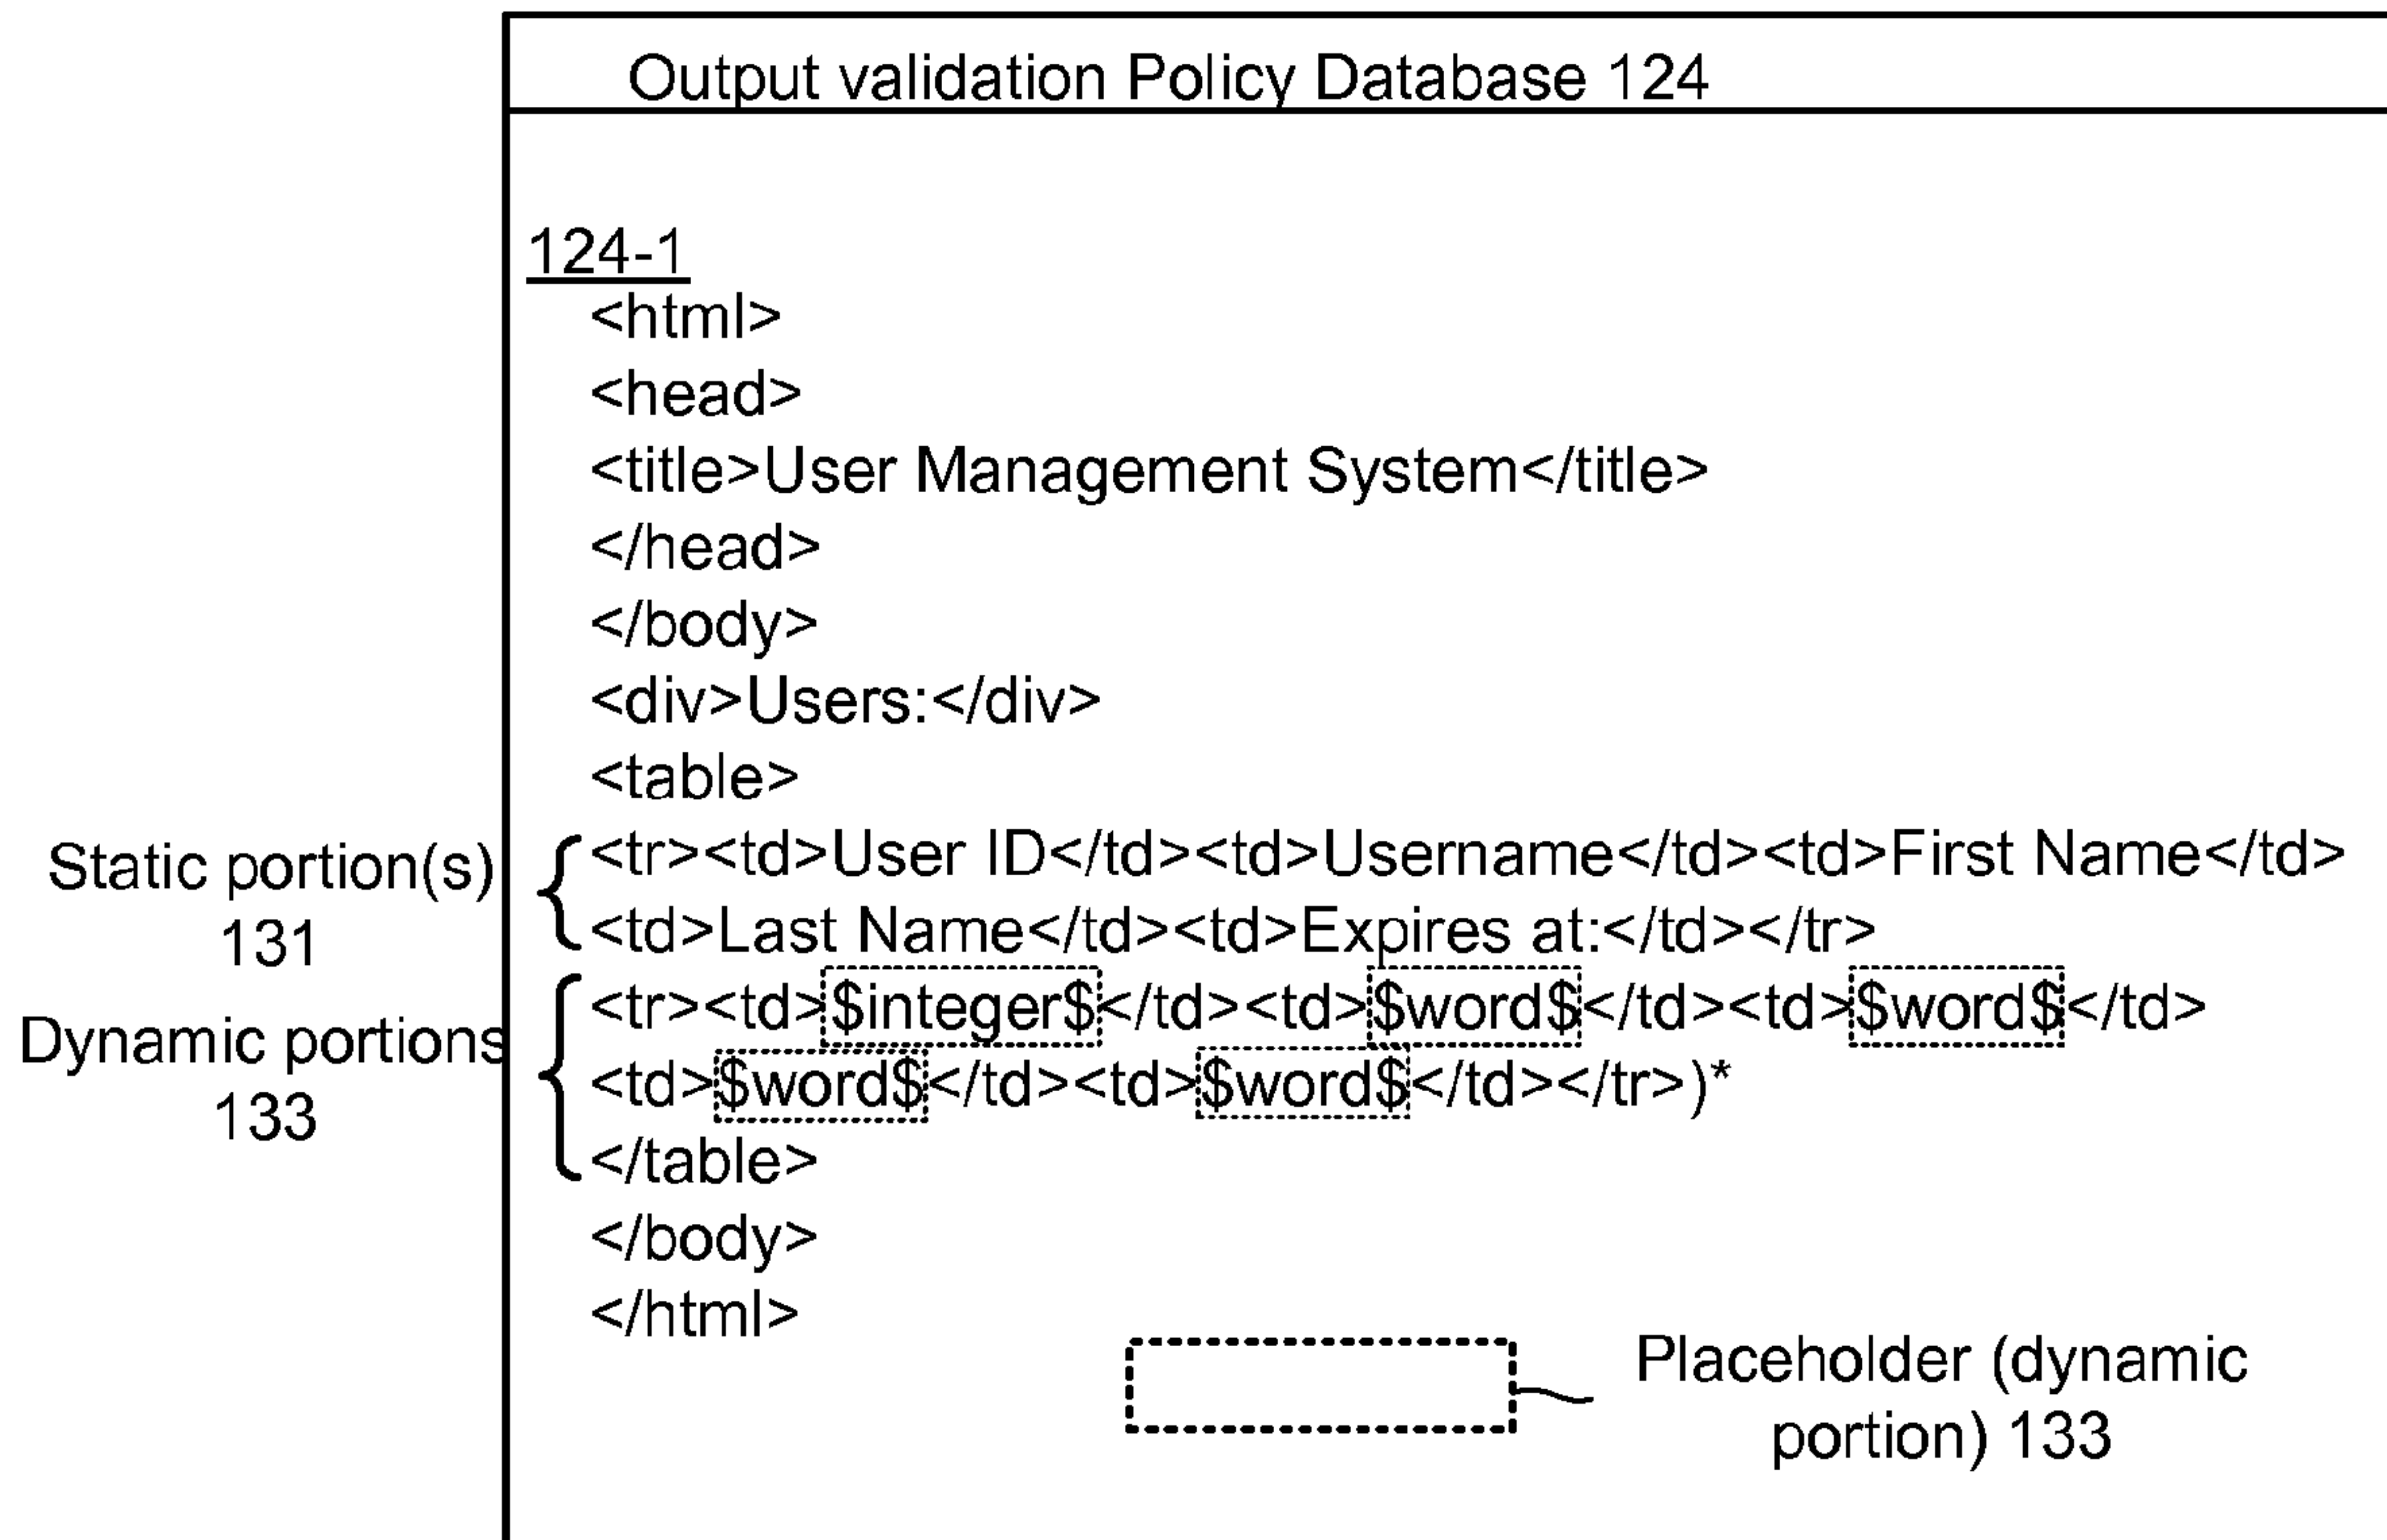 Output validation Policy Database 124
124-1
<html>
<head>
<title>User Management System</title>
</head>
</body>
<div>Users:</div>
<table>
Static portion(s)
131
<tr><td>User ID</td><td>Username</td><td>First Name</td>
<td>Last Name</td><td>Expires at:</td></tr>
Dynamic portions
133
<tr><td>$integer$</td><td>$word$</td><td>$word$</td>
<td>$word$</td><td>$word$</td></tr>)*
</table>
</body>
</html>
Placeholder (dynamic
portion) 133